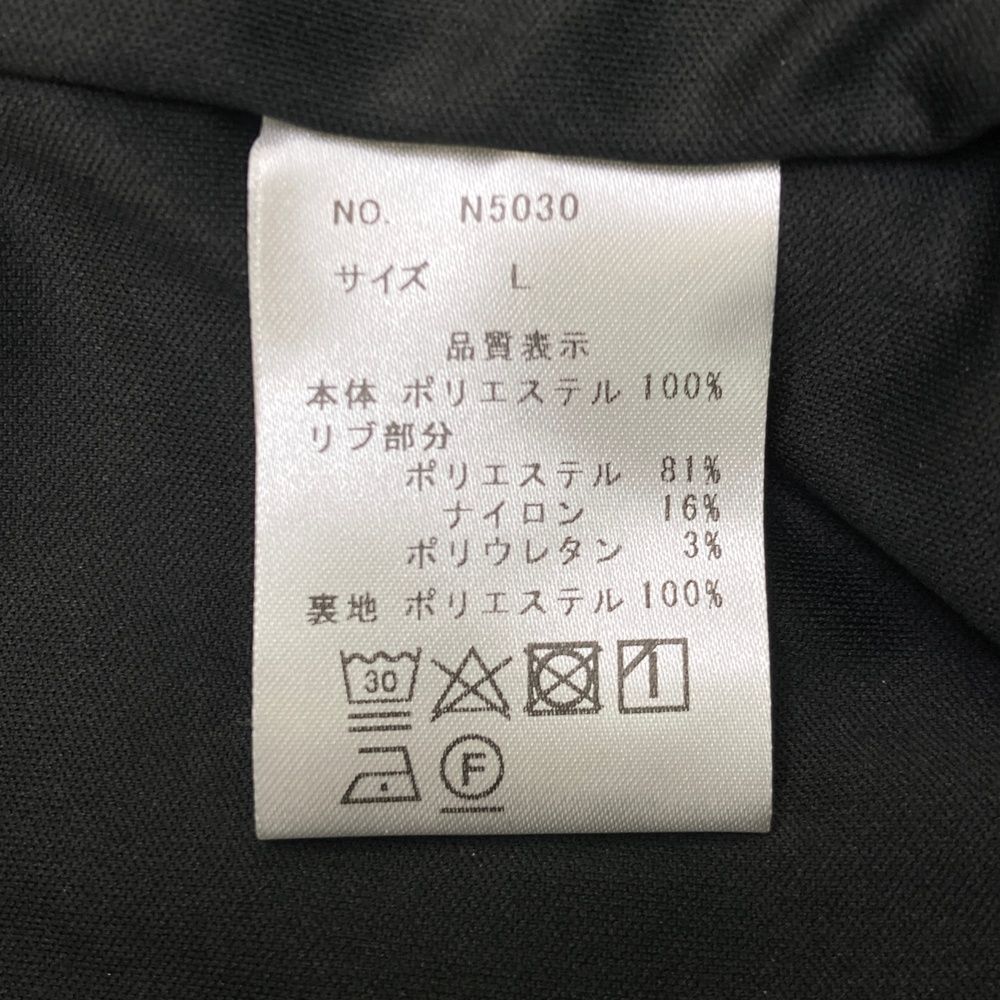 NO. N5030
サイズ L
品質表示
本体 ポリエステル 100%
リブ部分
ポリエステル 81%
ナイロン 16%
ポリウレタン 3%
裏地 ポリエステル 100%
30
F